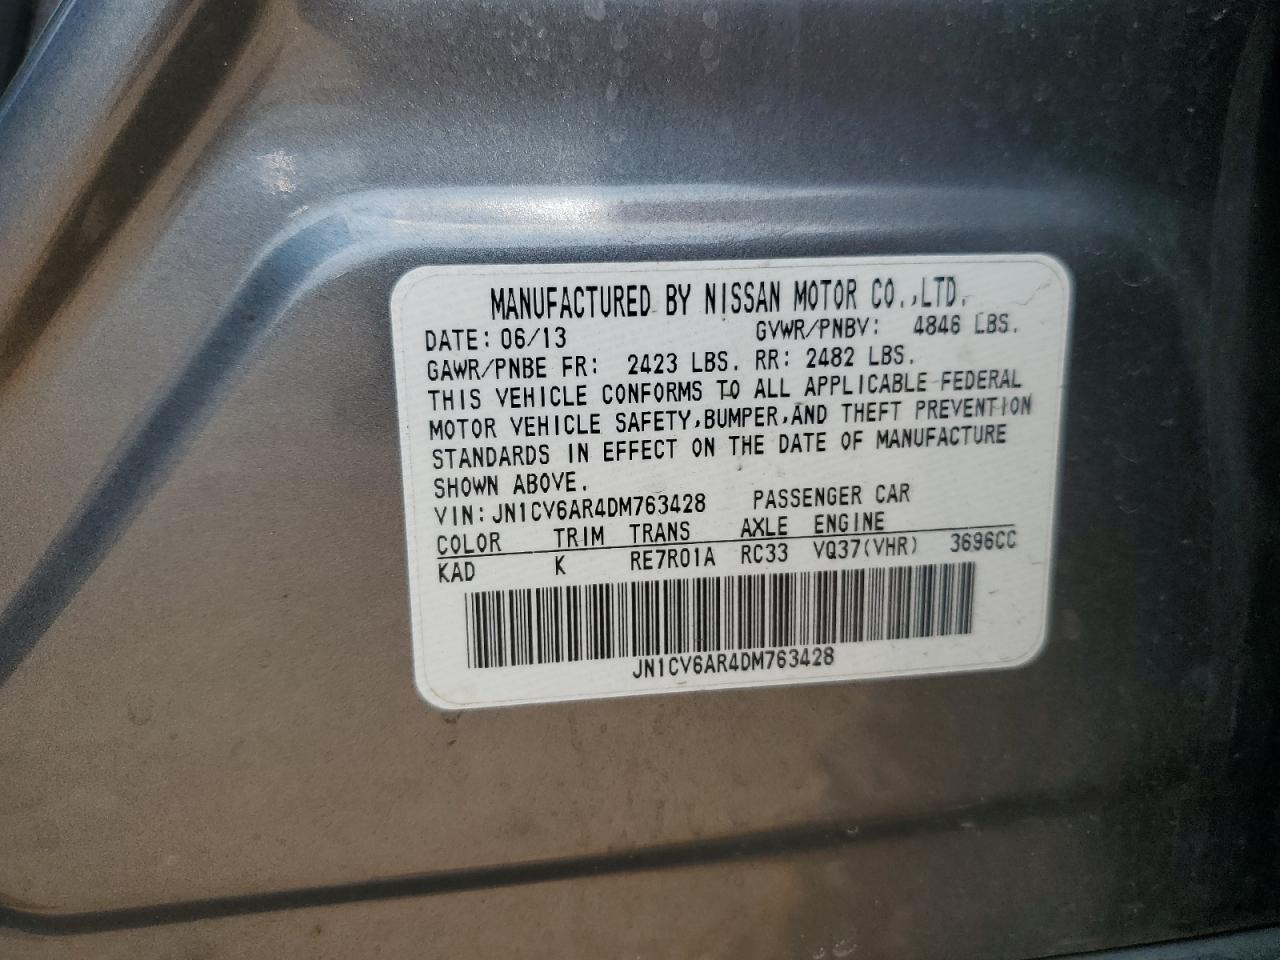 MANUFACTURED BY NISSAN MOTOR CO.,LTD.
DATE: 06/13 GVWR/PNBV: 4846 LBS.
GAWR/PNBE FR: 2423 LBS. RR: 2482 LBS.
THIS VEHICLE CONFORMS TO ALL APPLICABLE FEDERAL
MOTOR VEHICLE SAFETY,BUMPER,AND THEFT PREVENTION
STANDARDS IN EFFECT ON THE DATE OF MANUFACTURE
SHOWN ABOVE.
VIN: JN1CV6AR4DM763428 PASSENGER CAR
COLOR TRIM TRANS AXLE ENGINE
KAD K RE7R01A RC33 VQ37(VHR) 3696CC
JN1CV6AR4DM763428